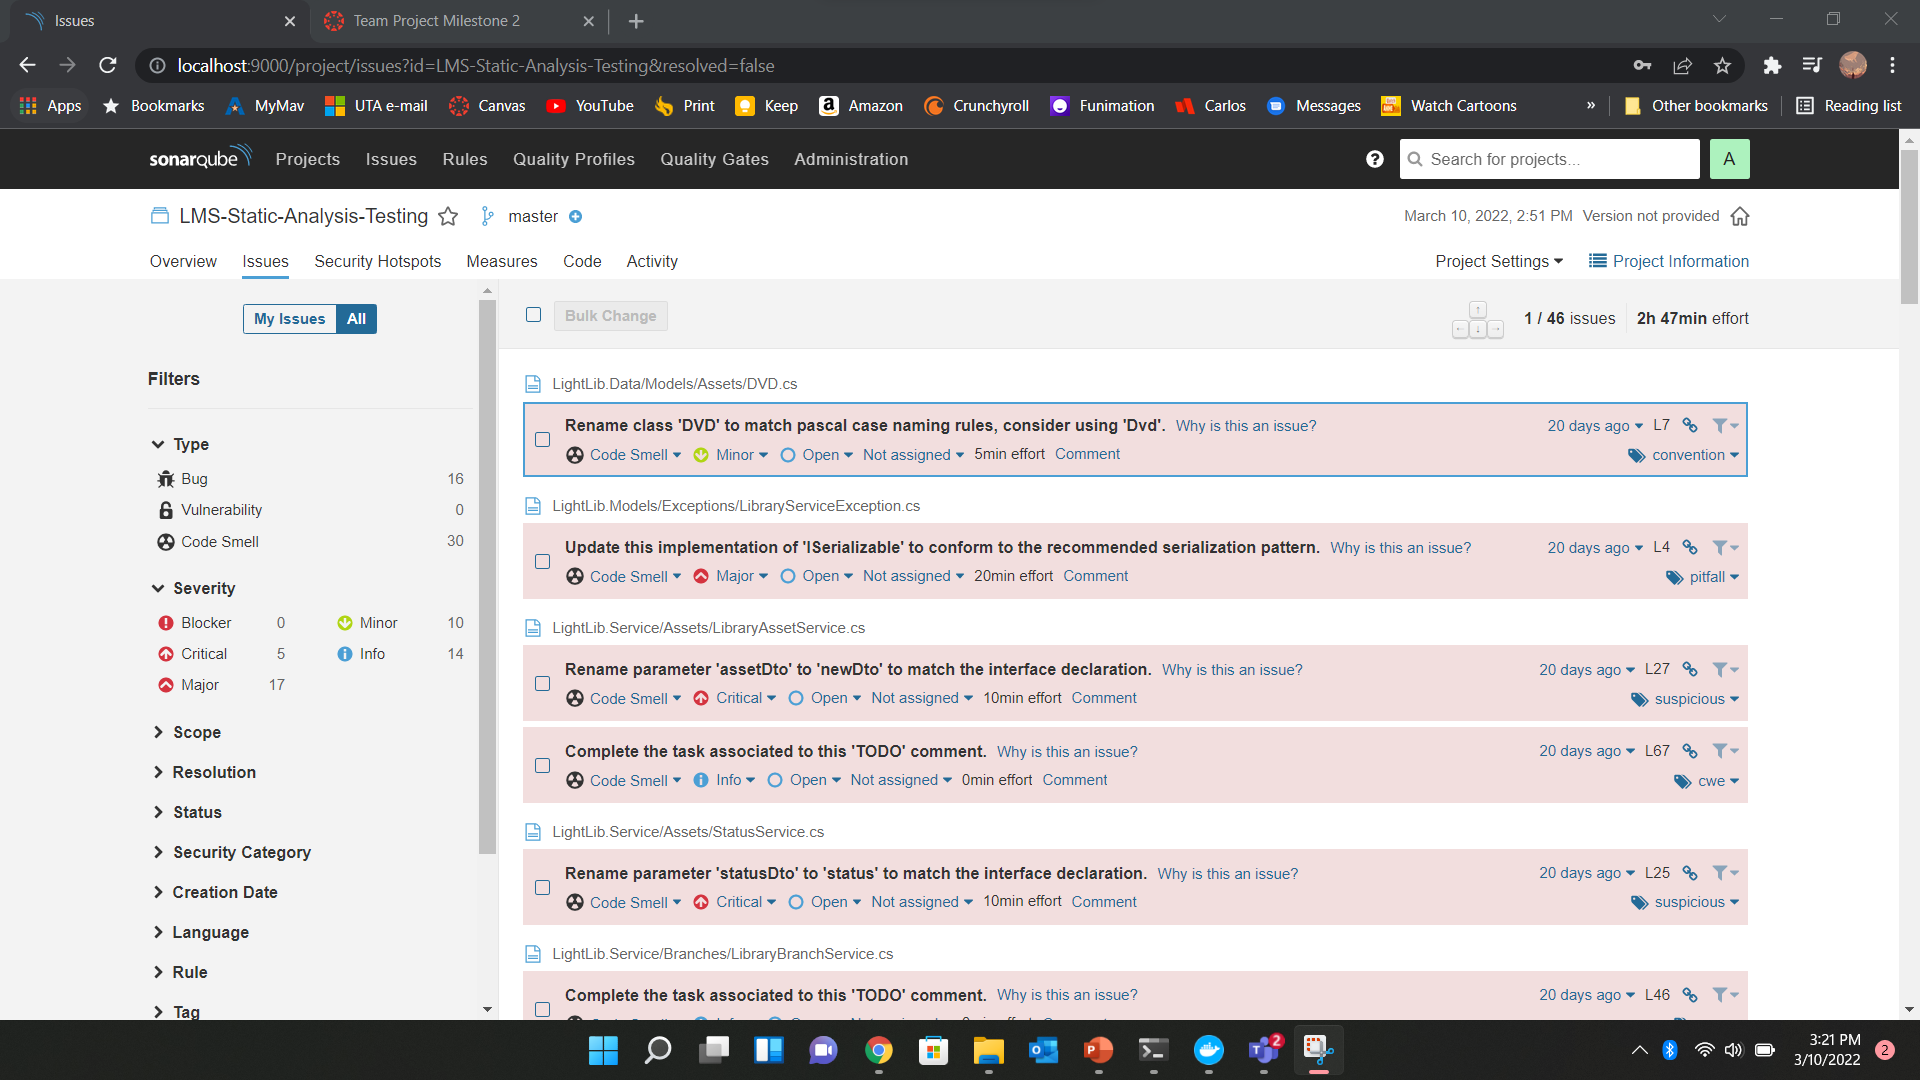 Issues
Team Project Milestone 2
localhost:9000/project/issues?id=LMS-Static-Analysis-Testing&resolved=false
Apps Bookmarks MyMav UTA e-mail Canvas YouTube Print Keep Amazon Crunchyroll Funimation Carlos Messages Watch Cartoons » Other bookmarks Reading list
sonarqube Projects Issues Rules Quality Profiles Quality Gates Administration Search for projects... A
LMS-Static-Analysis-Testing master March 10, 2022, 2:51 PM Version not provided
Overview Issues Security Hotspots Measures Code Activity Project Settings Project Information
My Issues All
Bulk Change 1 / 46 issues 2h 47min effort
Filters
Type
Bug 16
Vulnerability 0
Code Smell 30
Severity
Blocker 0 Minor 10
Critical 5 Info 14
Major 17
Scope
Resolution
Status
Security Category
Creation Date
Language
Rule
Tag
LightLib.Data/Models/Assets/DVD.cs
Rename class 'DVD' to match pascal case naming rules, consider using 'Dvd'. Why is this an issue? 20 days ago L7
Code Smell Minor Open Not assigned 5min effort Comment convention
LightLib.Models/Exceptions/LibraryServiceException.cs
Update this implementation of 'ISerializable' to conform to the recommended serialization pattern. Why is this an issue? 20 days ago L4
Code Smell Major Open Not assigned 20min effort Comment pitfall
LightLib.Service/Assets/LibraryAssetService.cs
Rename parameter 'assetDto' to 'newDto' to match the interface declaration. Why is this an issue? 20 days ago L27
Code Smell Critical Open Not assigned 10min effort Comment suspicious
Complete the task associated to this 'TODO' comment. Why is this an issue? 20 days ago L67
Code Smell Info Open Not assigned 0min effort Comment cwe
LightLib.Service/Assets/StatusService.cs
Rename parameter 'statusDto' to 'status' to match the interface declaration. Why is this an issue? 20 days ago L25
Code Smell Critical Open Not assigned 10min effort Comment suspicious
LightLib.Service/Branches/LibraryBranchService.cs
Complete the task associated to this 'TODO' comment. Why is this an issue? 20 days ago L46
2
3:21 PM
3/10/2022
2